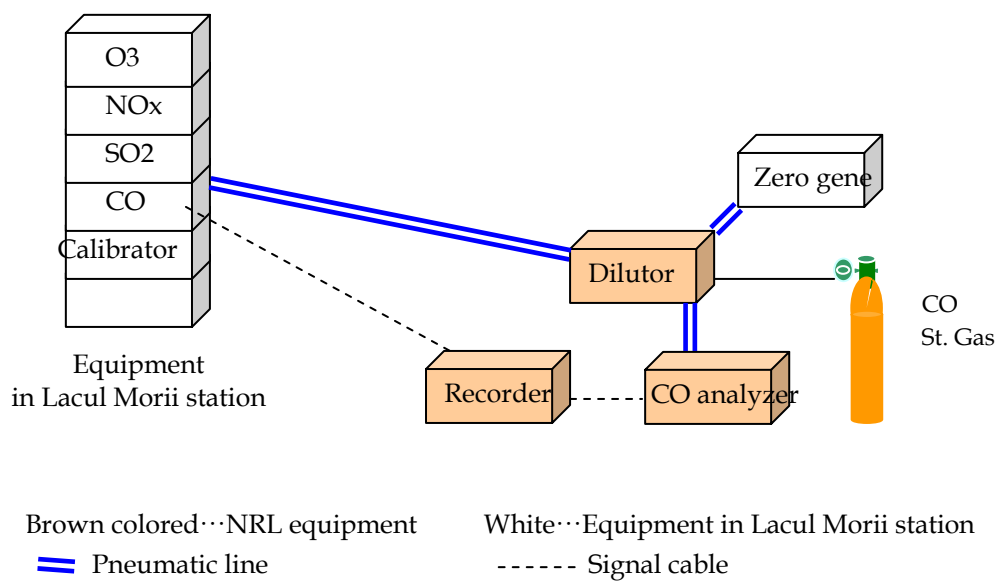 O3
NOx
SO2
CO
Calibrator
Equipment
in Lacul Morii station
Zero gene
Dilutor
CO
St. Gas
Recorder
CO analyzer
Brown colored⋯NRL equipment
White⋯Equipment in Lacul Morii station
Pneumatic line
Signal cable